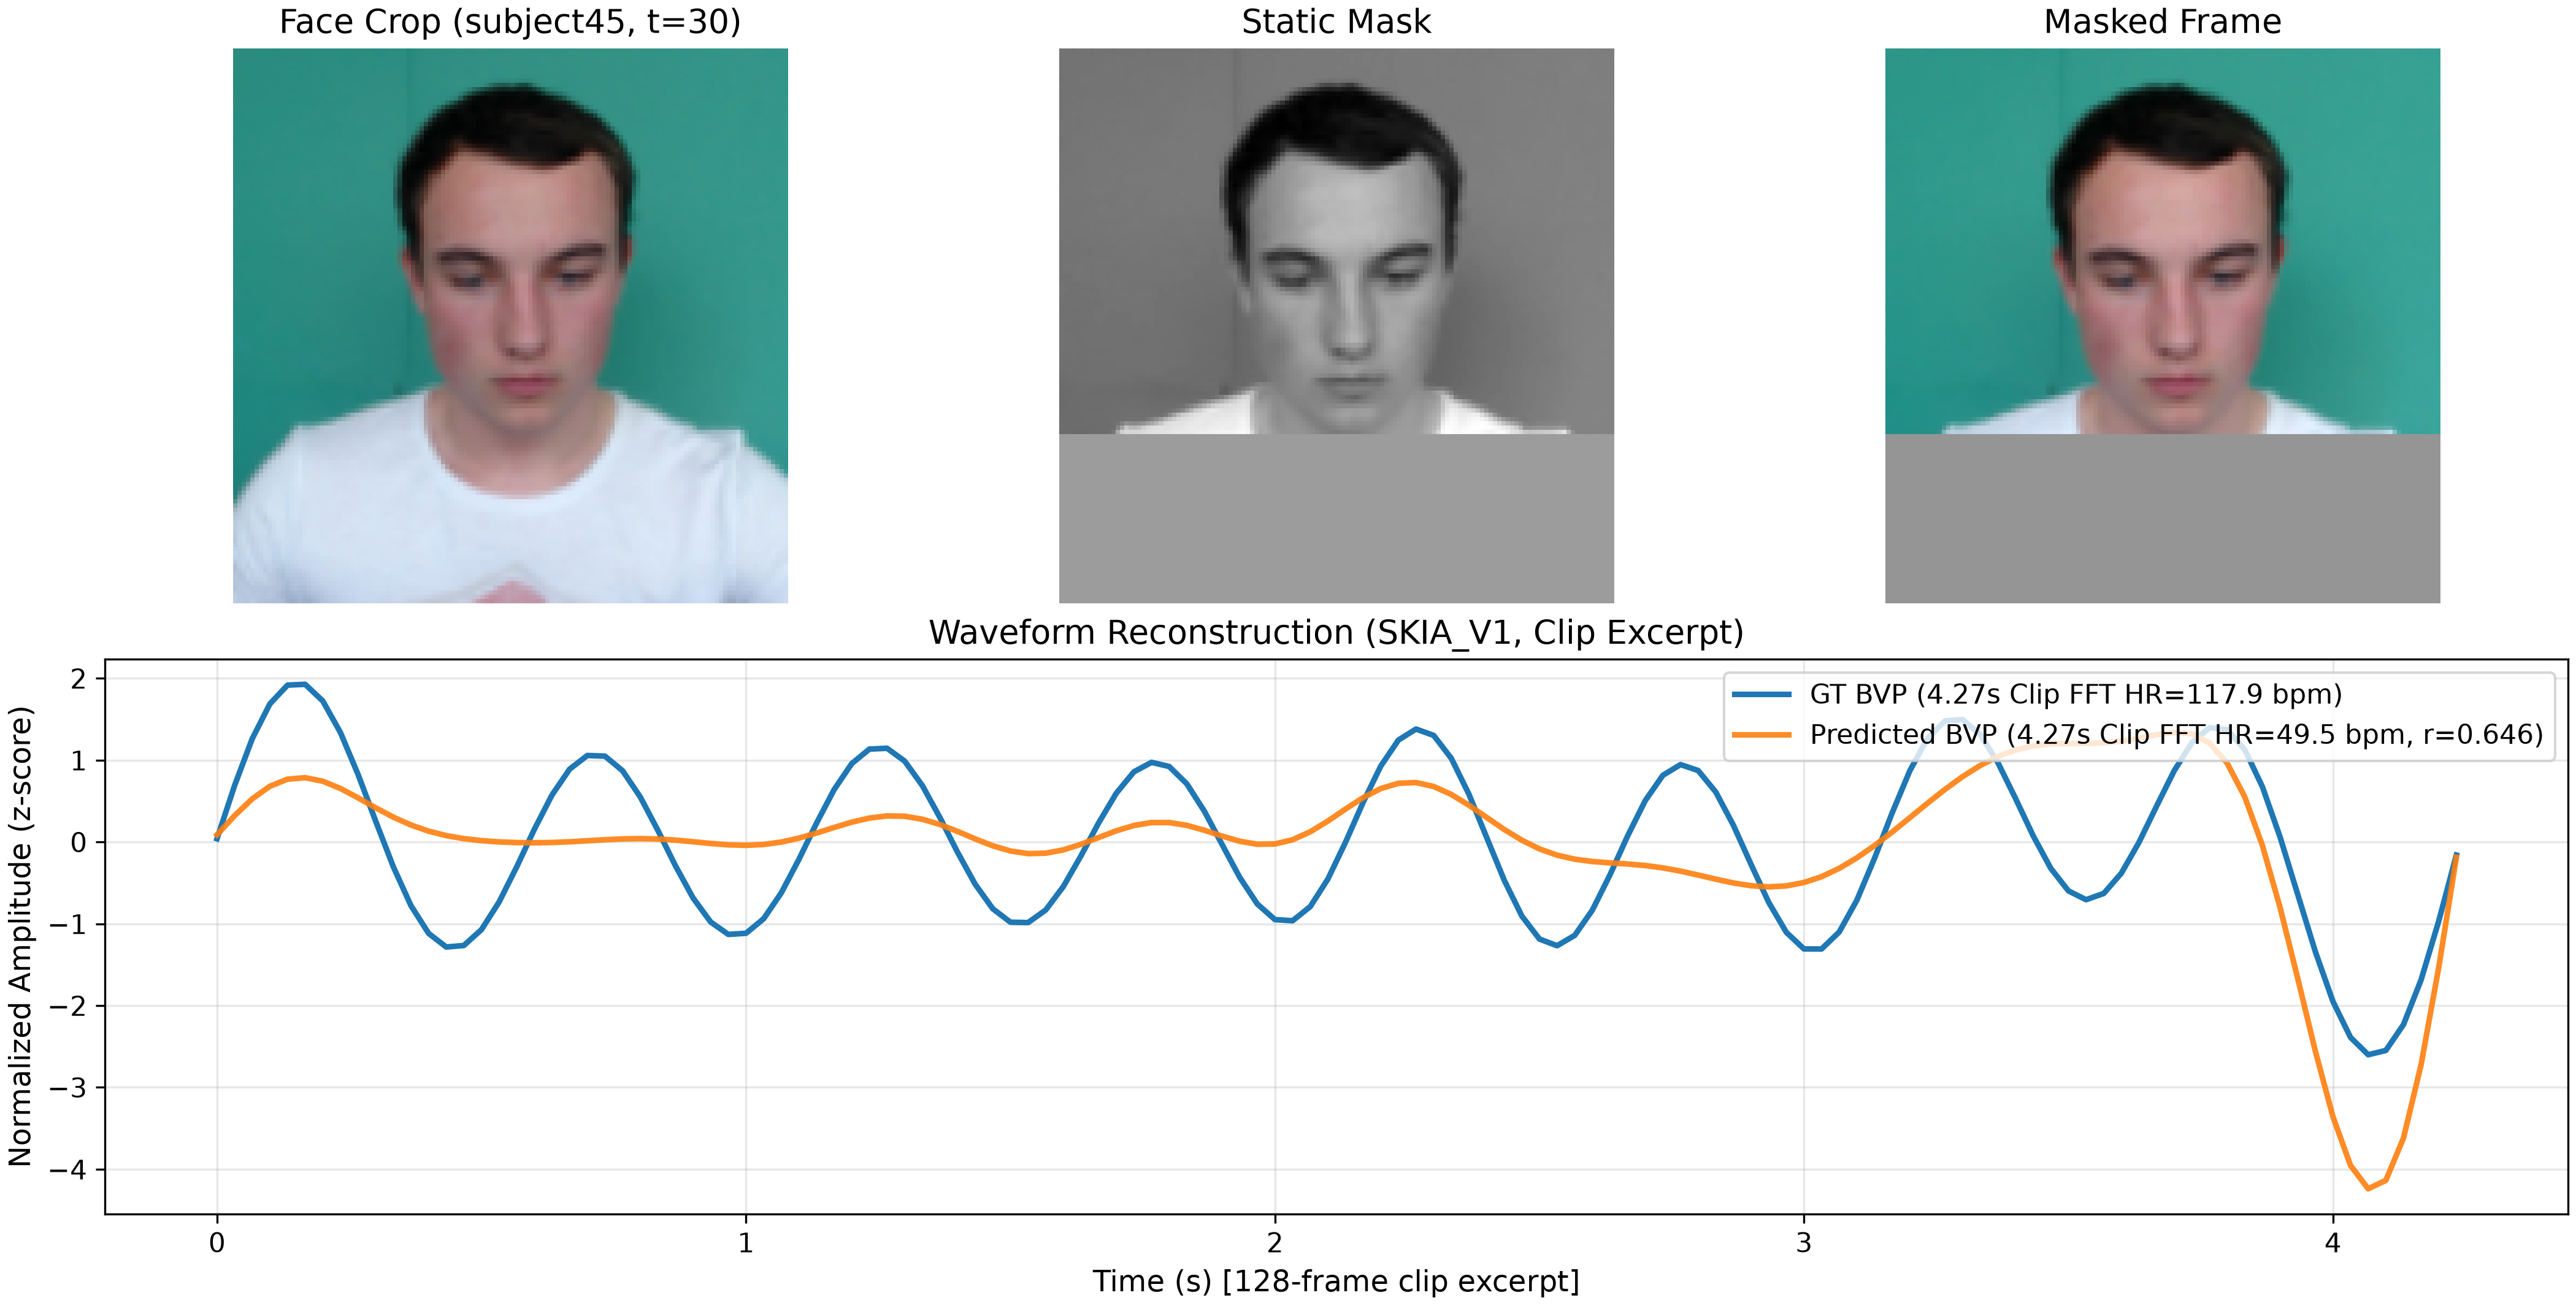 Face Crop (subject45, t=30)
Static Mask
Masked Frame
Waveform Reconstruction (SKIA_V1, Clip Excerpt)
GT BVP (4.27s Clip FFT HR=117.9 bpm)
Predicted BVP (4.27s Clip FFT HR=49.5 bpm, r=0.646)
Normalized Amplitude (z-score)
2
1
0
−1
−2
−3
−4
0 1 2 3 4
Time (s) [128-frame clip excerpt]